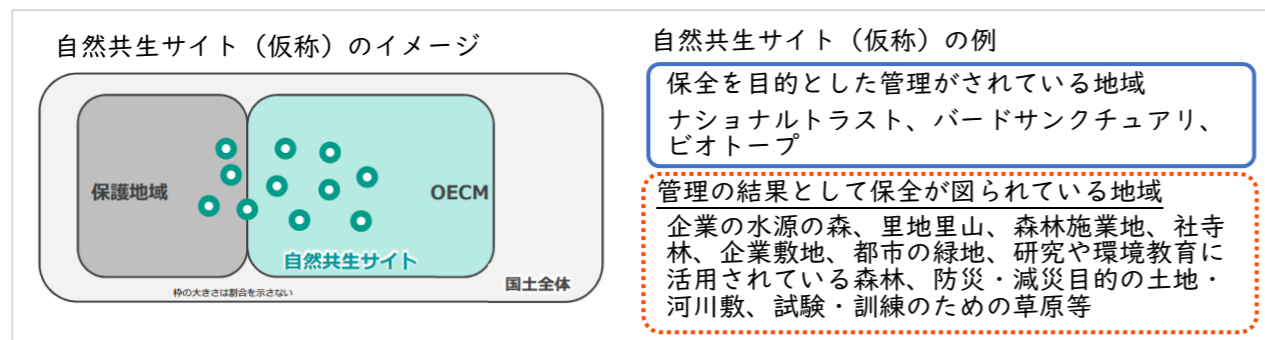 自然共生サイト（仮称）のイメージ
保護地域
OECM
自然共生サイト
国土全体
枠の大きさは割合を示さない
自然共生サイト（仮称）の例
保全を目的とした管理がされている地域
ナショナルトラスト、バードサンクチュアリ、
ビオトープ
管理の結果として保全が図られている地域
企業の水源の森、里地里山、森林施業地、社寺
林、企業敷地、都市の緑地、研究や環境教育に
活用されている森林、防災・減災目的の土地・
河川敷、試験・訓練のための草原等